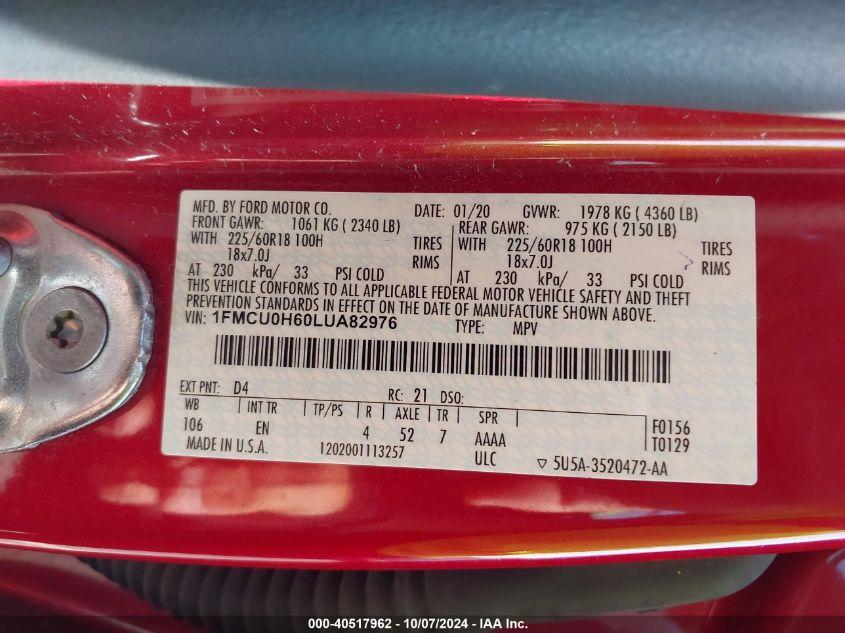 MFD. BY FORD MOTOR CO. DATE: 01/20 GVWR: 1978 KG ( 4360 LB)
FRONT GAWR: 1061 KG ( 2340 LB) REAR GAWR: 975 KG ( 2150 LB)
WITH 225/60R18 100H TIRES WITH 225/60R18 100H TIRES
18x7.0J RIMS 18x7.0J RIMS
AT 230 kPa/ 33 PSI COLD AT 230 kPa/ 33 PSI COLD
THIS VEHICLE CONFORMS TO ALL APPLICABLE FEDERAL MOTOR VEHICLE SAFETY AND THEFT
PREVENTION STANDARDS IN EFFECT ON THE DATE OF MANUFACTURE SHOWN ABOVE.
VIN: 1FMCU0H60LUA82976 TYPE: MPV
EXT PNT: D4 RC: 21 DSO:
WB INT TR TP/PS R AXLE TR SPR F0156
106 EN 4 52 7 AAAA T0129
MADE IN U.S.A. 1202001113257 ULC ▽ 5U5A-3520472-AA
000-40517962 - 10/07/2024 - IAA Inc.